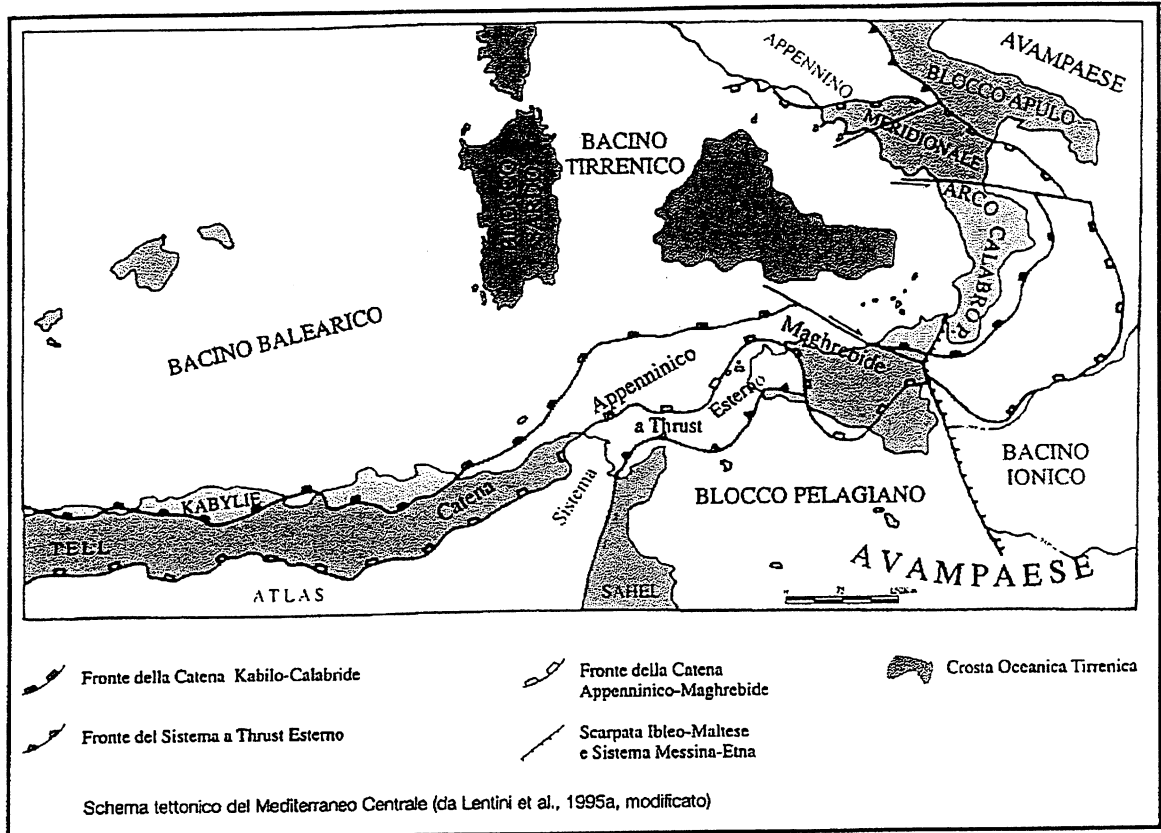 AVAMPAESE
APPENNINO
BLOCCO APULO
MERIDIONALE
BACINO
TIRRENICO
BLOCCO
SARDO
ARCO
CALABRO P.
BACINO BALEARICO
Maghrebide
Appenninico
Esterno
a Thrust
Sistema
Catena
KABYLIE
TELL
ATLAS
SAHEL
BLOCCO PELAGIANO
BACINO
IONICO
AVAMPAESE
Fronte della Catena Kabilo-Calabride
Fronte del Sistema a Thrust Esterno
Fronte della Catena
Appenninico-Maghrebide
Scarpata Ibleo-Maltese
e Sistema Messina-Etna
Crosta Oceanica Tirrenica
Schema tettonico del Mediterraneo Centrale (da Lentini et al., 1995a, modificato)